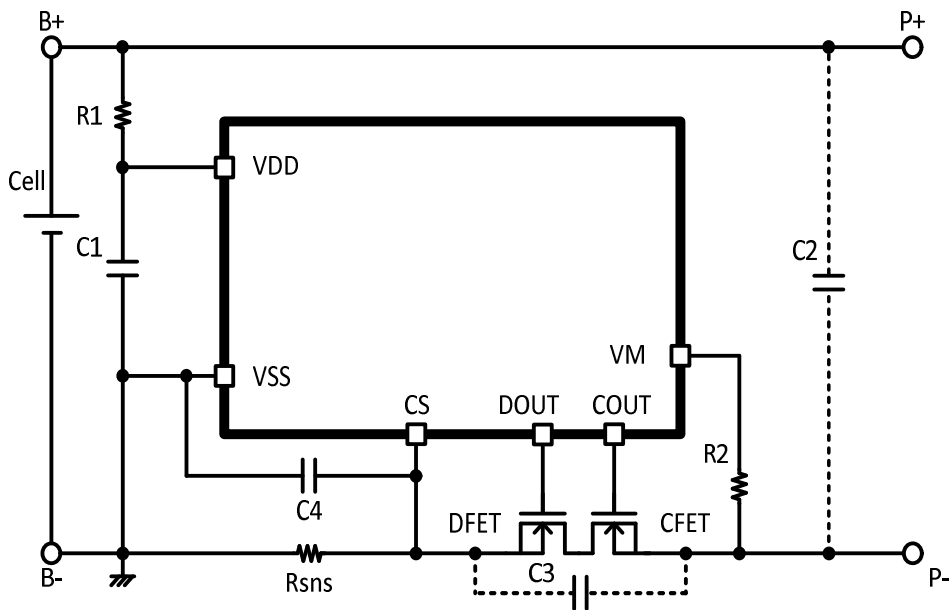 B+
P+
R1
VDD
Cell
C1
C2
VM
VSS
CS
DOUT
COUT
R2
C4
DFET
CFET
C3
B-
Rsns
P-